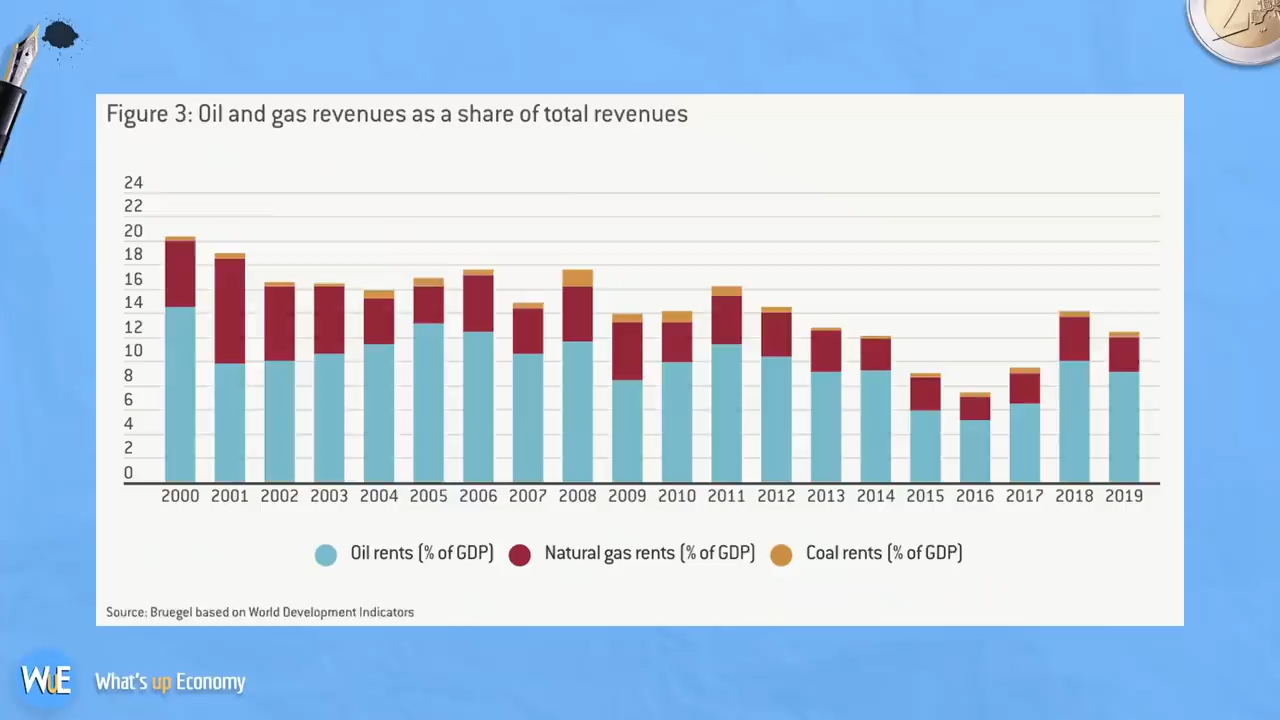 Figure 3: Oil and gas revenues as a share of total revenues
24
22
20
18
16
14
12
10
8
6
4
2
0
2000 2001 2002 2003 2004 2005 2006 2007 2008 2009 2010 2011 2012 2013 2014 2015 2016 2017 2018 2019
Oil rents (% of GDP) Natural gas rents (% of GDP) Coal rents (% of GDP)
Source: Bruegel based on World Development Indicators
WuE What's up Economy